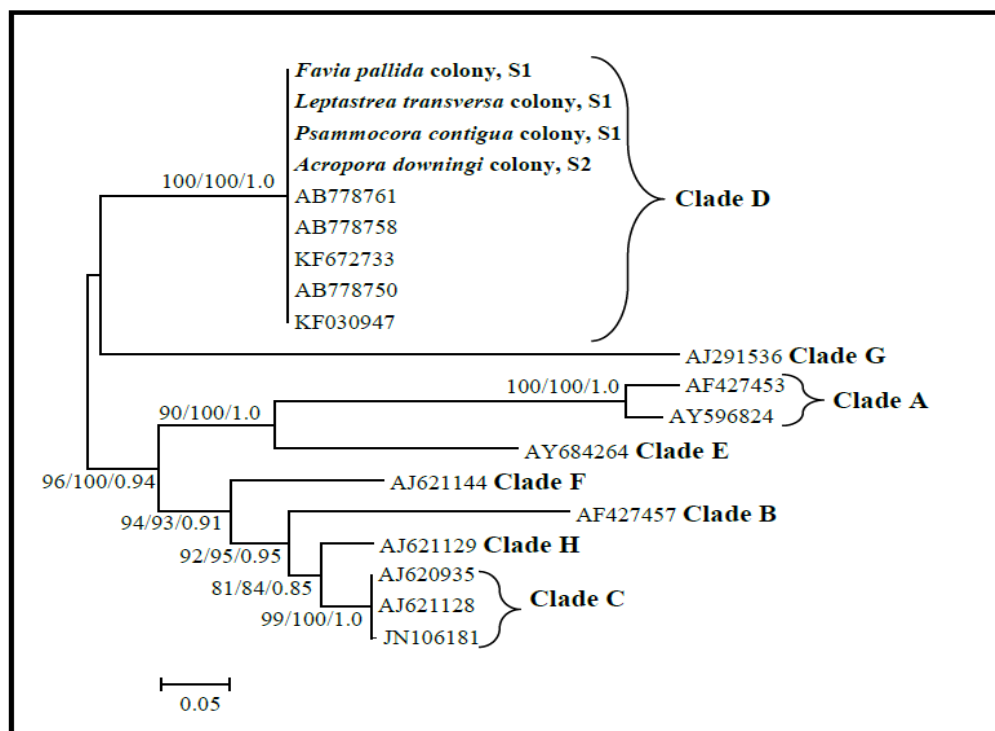 Favia pallida colony, S1
Leptastrea transversa colony, S1
Psammocora contigua colony, S1
Acropora downingi colony, S2
100/100/1.0
AB778761
Clade D
AB778758
KF672733
AB778750
KF030947
AJ291536 Clade G
100/100/1.0
AF427453
Clade A
90/100/1.0
AY596824
AY684264 Clade E
96/100/0.94
AJ621144 Clade F
94/93/0.91
AF427457 Clade B
92/95/0.95
AJ621129 Clade H
81/84/0.85
AJ620935
Clade C
99/100/1.0
AJ621128
JN106181
0.05